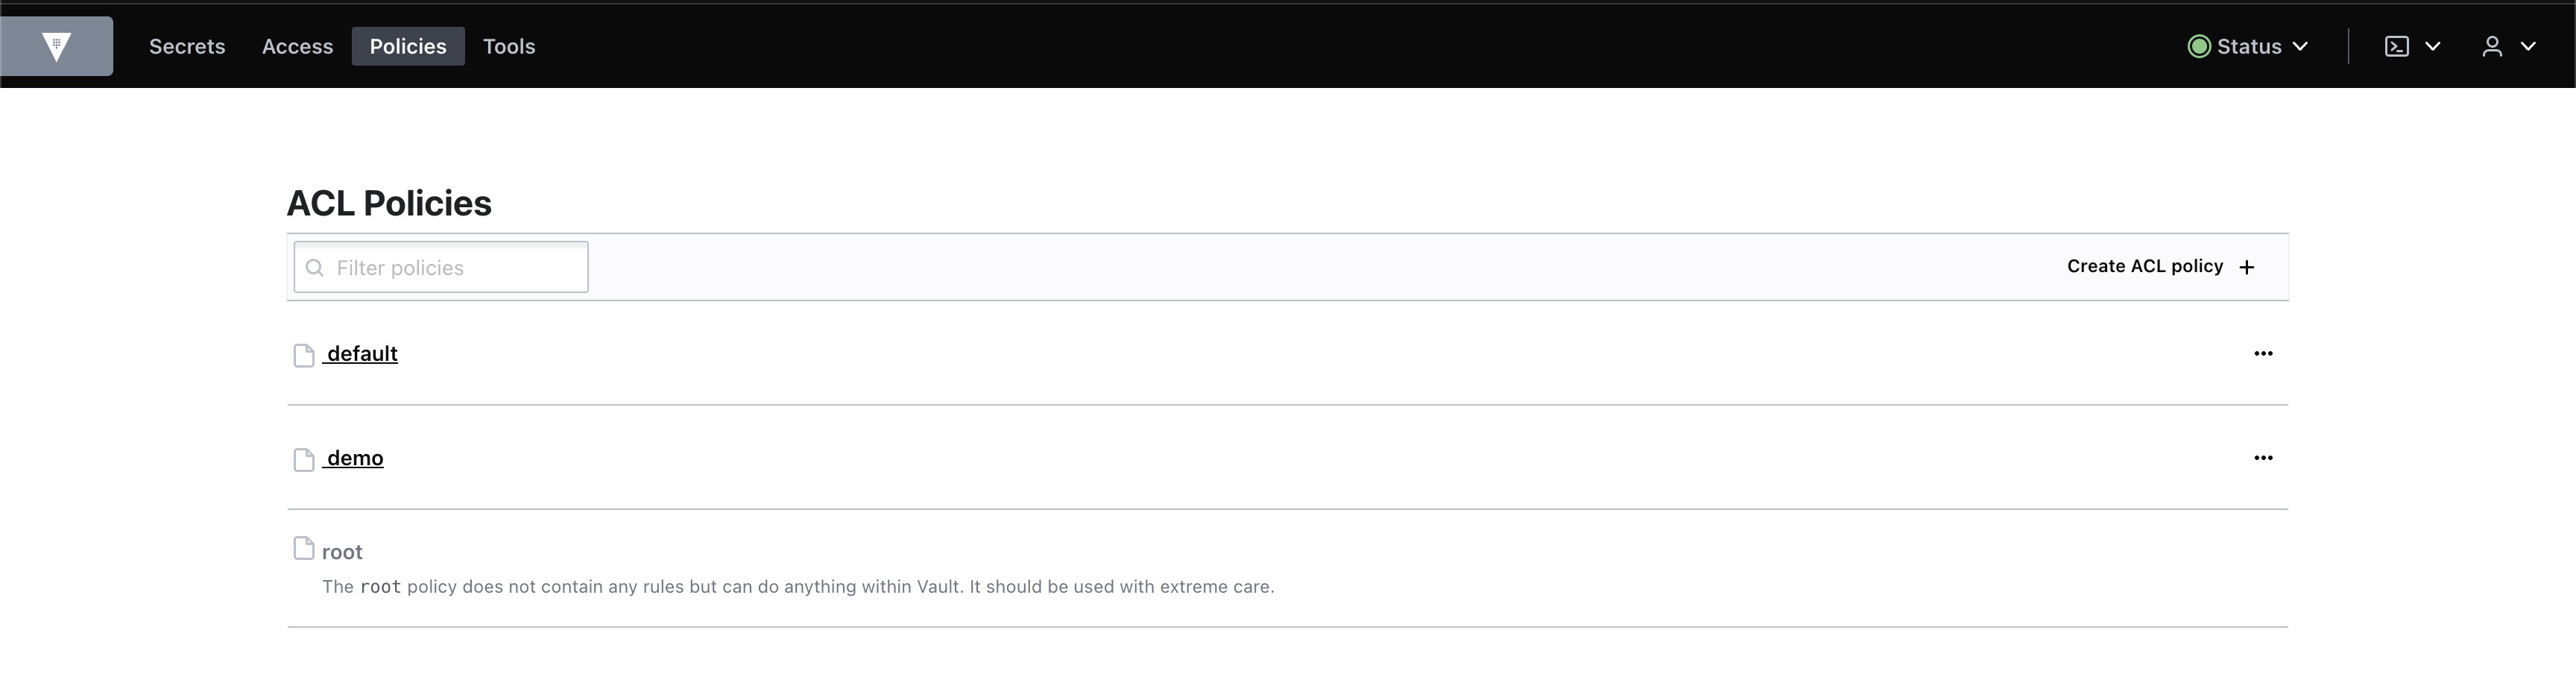 Secrets Access Policies Tools Status
ACL Policies
Filter policies Create ACL policy +
default
demo
root
The root policy does not contain any rules but can do anything within Vault. It should be used with extreme care.